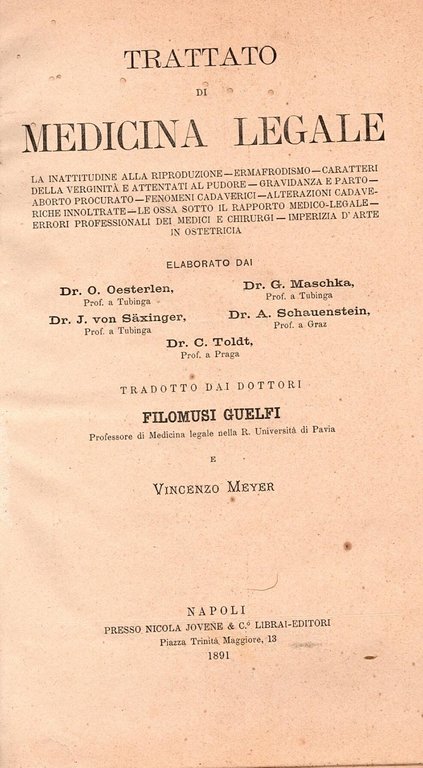 TRATTATO
DI
MEDICINA LEGALE
LA INATTITUDINE ALLA RIPRODUZIONE—ERMAFRODISMO—CARATTERI
DELLA VERGINITÀ E ATTENTATI AL PUDORE—GRAVIDANZA E PARTO—
ABORTO PROCURATO—FENOMENI CADAVERICI—ALTERAZIONI CADAVE-
RICHE INNOLTRATE—LE OSSA SOTTO IL RAPPORTO MEDICO-LEGALE—
ERRORI PROFESSIONALI DEI MEDICI E CHIRURGI—IMPERIZIA D'ARTE
IN OSTETRICIA
ELABORATO DAI
Dr. O. Oesterlen, Dr. G. Maschka,
Prof. a Tubinga Prof. a Tubinga
Dr. J. von Säxinger, Dr. A. Schauenstein,
Prof. a Tubinga Prof. a Graz
Dr. C. Toldt,
Prof. a Praga
TRADOTTO DAI DOTTORI
FILOMUSI GUELFI
Professore di Medicina legale nella R. Università di Pavia
E
VINCENZO MEYER
NAPOLI
PRESSO NICOLA JOVENE & C.º LIBRAI-EDITORI
Piazza Trinità Maggiore, 13
1891